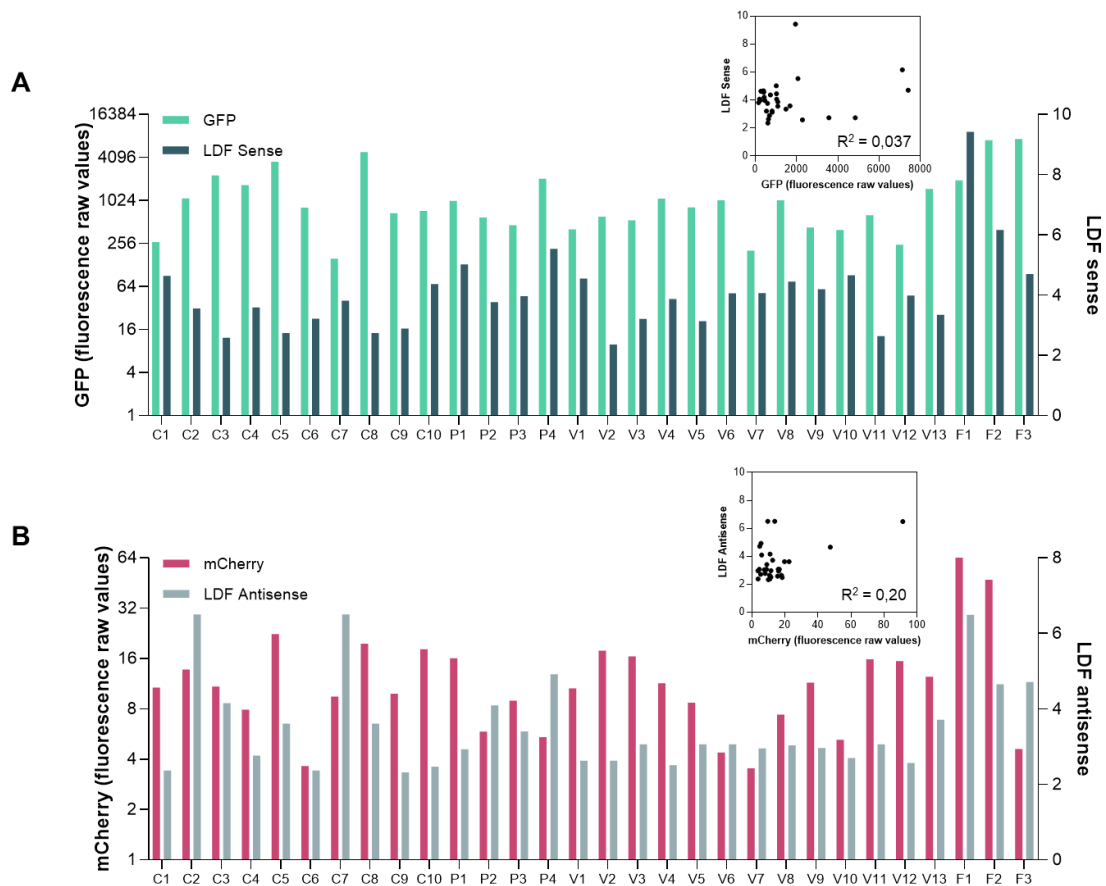 A
GFP
LDF Sense
16384
4096
1024
256
64
16
4
1
GFP (fluorescence raw values)
10
8
6
4
2
0
LDF sense
C1 C2 C3 C4 C5 C6 C7 C8 C9 C10 P1 P2 P3 P4 V1 V2 V3 V4 V5 V6 V7 V8 V9 V10 V11 V12 V13 F1 F2 F3
10
8
6
4
2
0
LDF Sense
R² = 0,037
0 2000 4000 6000 8000
GFP (fluorescence raw values)
B
mCherry
LDF Antisense
64
32
16
8
4
2
1
mCherry (fluorescence raw values)
8
6
4
2
0
LDF antisense
C1 C2 C3 C4 C5 C6 C7 C8 C9 C10 P1 P2 P3 P4 V1 V2 V3 V4 V5 V6 V7 V8 V9 V10 V11 V12 V13 F1 F2 F3
10
8
6
4
2
0
LDF Antisense
R² = 0,20
0 20 40 60 80 100
mCherry (fluorescence raw values)